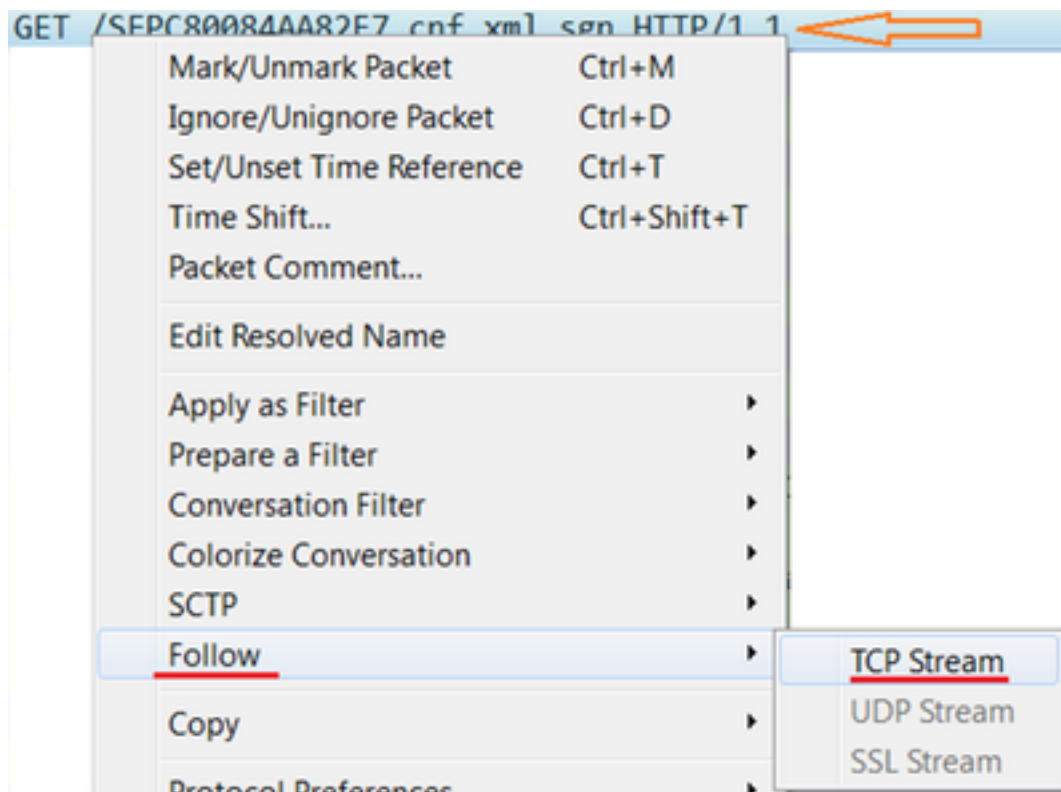 GET /SEPC80084AA82E7.cnf.xml.sgn HTTP/1.1
Mark/Unmark Packet Ctrl+M
Ignore/Unignore Packet Ctrl+D
Set/Unset Time Reference Ctrl+T
Time Shift... Ctrl+Shift+T
Packet Comment...
Edit Resolved Name
Apply as Filter
Prepare a Filter
Conversation Filter
Colorize Conversation
SCTP
Follow
TCP Stream
UDP Stream
Copy
SSL Stream
Protocol Preferences